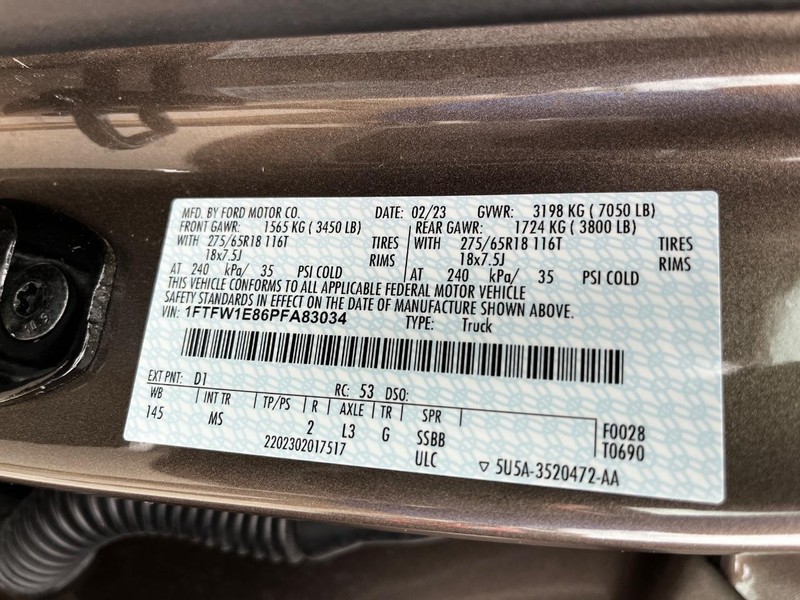 MFD. BY FORD MOTOR CO. DATE: 02/23 GVWR: 3198 KG ( 7050 LB)
FRONT GAWR: 1565 KG ( 3450 LB) REAR GAWR: 1724 KG ( 3800 LB)
WITH 275/65R18 116T TIRES WITH 275/65R18 116T TIRES
18x7.5J RIMS 18x7.5J RIMS
AT 240 kPa/ 35 PSI COLD AT 240 kPa/ 35 PSI COLD
THIS VEHICLE CONFORMS TO ALL APPLICABLE FEDERAL MOTOR VEHICLE
SAFETY STANDARDS IN EFFECT ON THE DATE OF MANUFACTURE SHOWN ABOVE.
VIN: 1FTFW1E86PFA83034 TYPE: Truck
EXT PNT: D1 RC: 53 DSO:
WB INT TR TP/PS R AXLE TR SPR
145 MS 2 L3 G SSBB F0028
2202302017517 ULC T0690
▽ 5U5A-3520472-AA